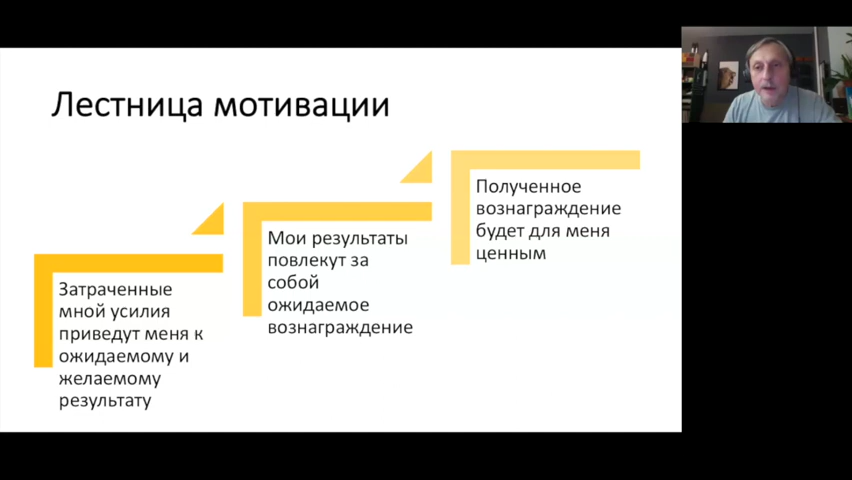 Лестница мотивации
Затраченные
мной усилия
приведут меня к
ожидаемому и
желаемому
результату
Мои результаты
повлекут за
собой
ожидаемое
вознаграждение
Полученное
вознаграждение
будет для меня
ценным